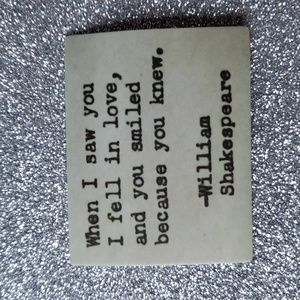 When I saw you
I fell in love,
and you smiled
because you knew.
—William
Shakespeare